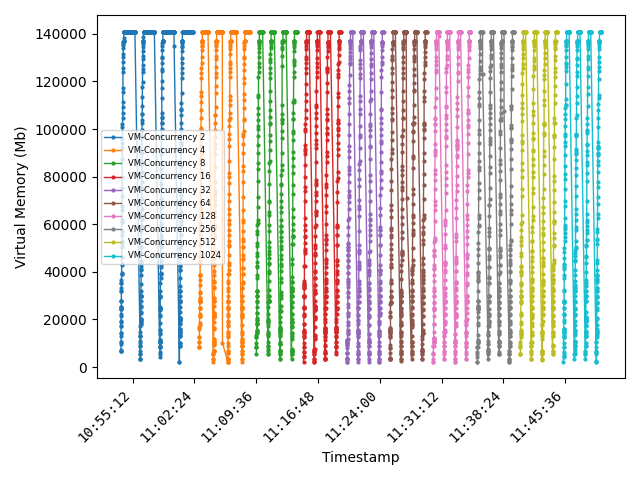 140000
120000
100000
80000
60000
40000
20000
0
Virtual Memory (Mb)
VM-Concurrency 2
VM-Concurrency 4
VM-Concurrency 8
VM-Concurrency 16
VM-Concurrency 32
VM-Concurrency 64
VM-Concurrency 128
VM-Concurrency 256
VM-Concurrency 512
VM-Concurrency 1024
10:55:12
11:02:24
11:09:36
11:16:48
11:24:00
11:31:12
11:38:24
11:45:36
Timestamp